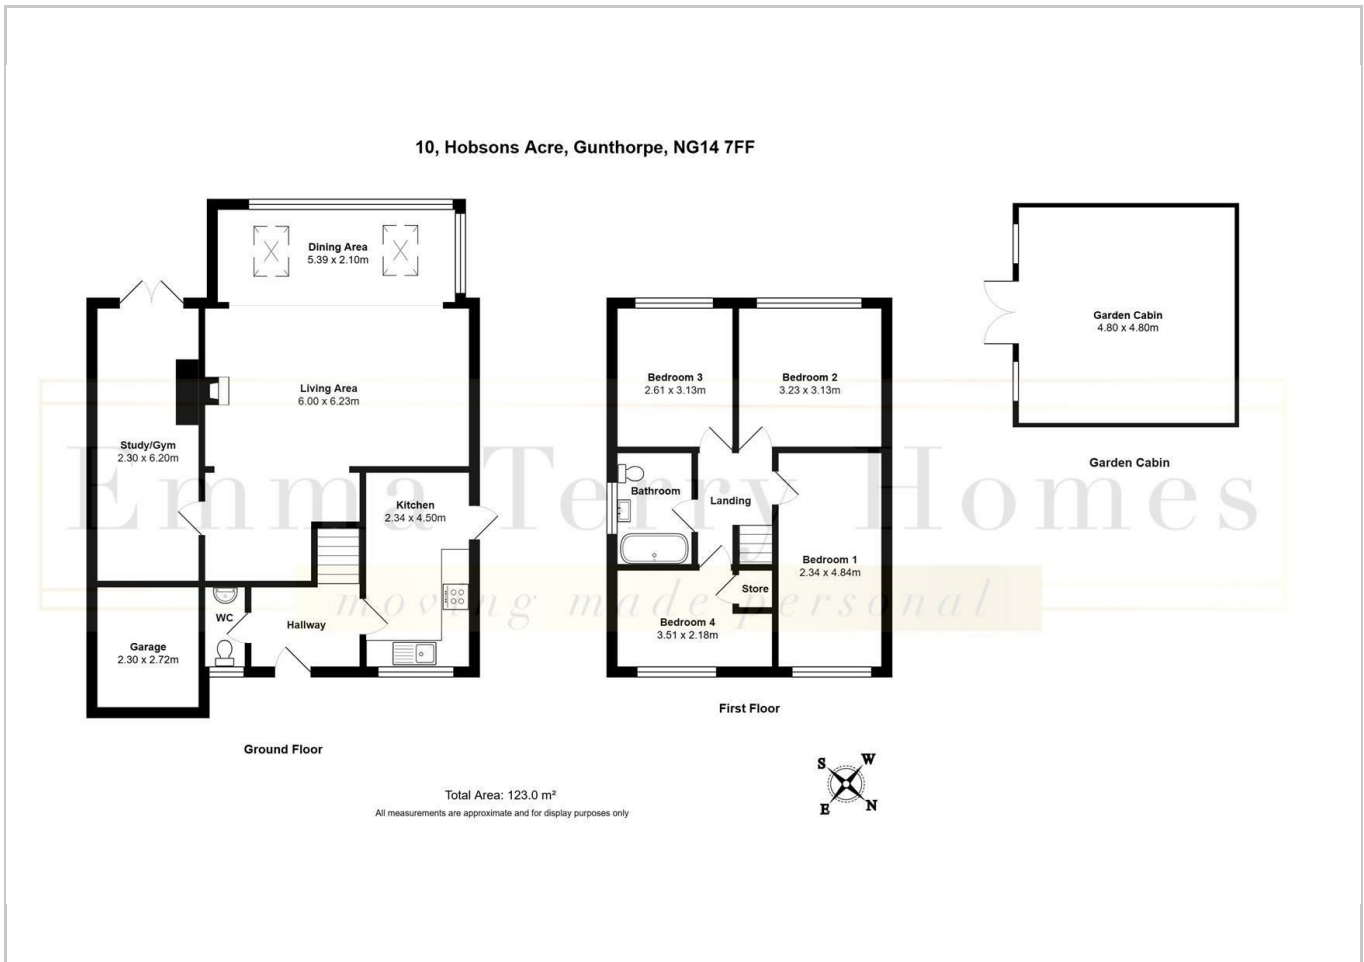 10, Hobsons Acre, Gunthorpe, NG14 7FF
Dining Area
5.39 x 2.10m
Living Area
6.00 x 6.23m
Study/Gym
2.30 x 6.20m
Kitchen
2.34 x 4.50m
WC
Hallway
Garage
2.30 x 2.72m
Ground Floor
Bedroom 3
2.61 x 3.13m
Bedroom 2
3.23 x 3.13m
Bathroom
Landing
Bedroom 1
2.34 x 4.84m
Store
Bedroom 4
3.51 x 2.18m
First Floor
Garden Cabin
4.80 x 4.80m
Garden Cabin
Emma Terry Homes
moving made personal
S W
E N
Total Area: 123.0 m²
All measurements are approximate and for display purposes only